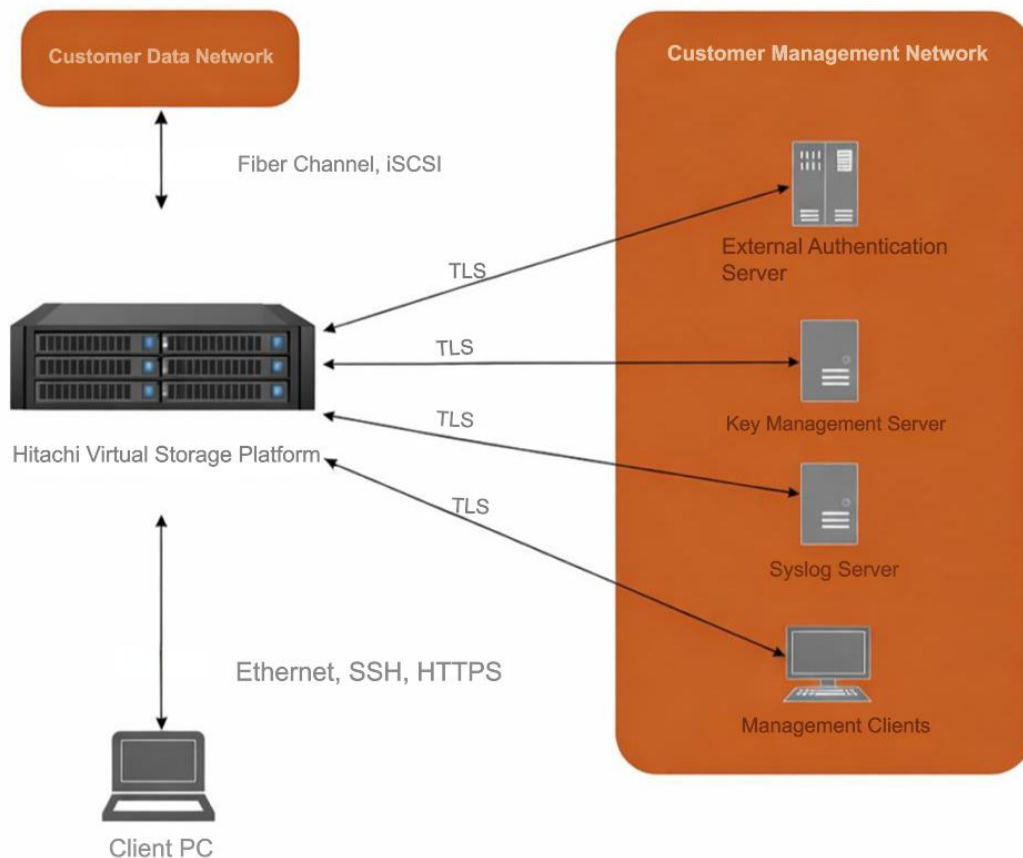 Customer Data Network
Customer Management Network
Fiber Channel, iSCSI
External Authentication
Server
TLS
TLS
Key Management Server
TLS
Hitachi Virtual Storage Platform
TLS
Syslog Server
Ethernet, SSH, HTTPS
Management Clients
Client PC